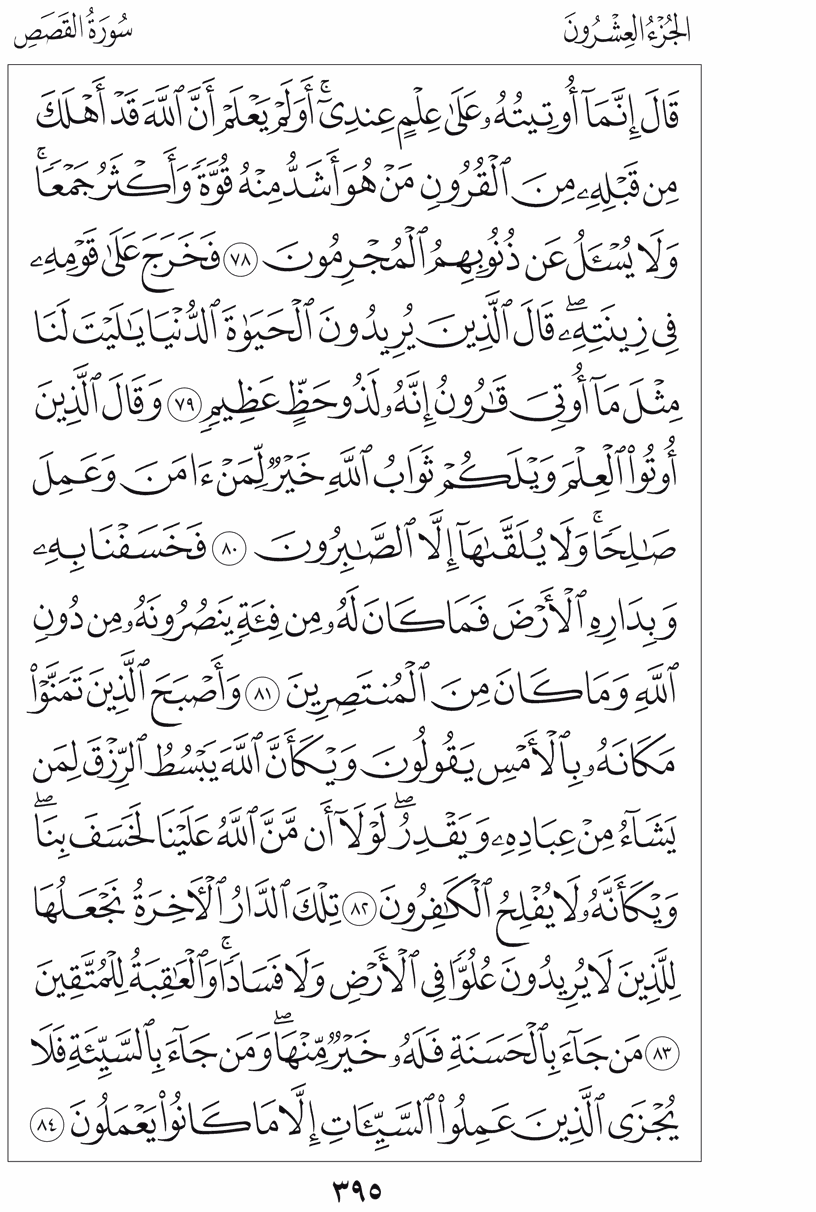 الجُزْءُ العِشْرُونَ
سُورَةُ القَصَصِ
قَالَ إِنَّمَآ أُوتِيتُهُۥ عَلَىٰ عِلْمٍ عِندِىٓۚ أَوَلَمْ يَعْلَمْ أَنَّ ٱللَّهَ قَدْ أَهْلَكَ
مِن قَبْلِهِۦ مِنَ ٱلْقُرُونِ مَنْ هُوَ أَشَدُّ مِنْهُ قُوَّةً وَأَكْثَرُ جَمْعًاۚ
وَلَا يُسْـَٔلُ عَن ذُنُوبِهِمُ ٱلْمُجْرِمُونَ ٧٨ فَخَرَجَ عَلَىٰ قَوْمِهِۦ
فِى زِينَتِهِۦۖ قَالَ ٱلَّذِينَ يُرِيدُونَ ٱلْحَيَوٰةَ ٱلدُّنْيَا يَـٰلَيْتَ لَنَا
مِثْلَ مَآ أُوتِىَ قَـٰرُونُ إِنَّهُۥ لَذُو حَظٍّ عَظِيمٍ ٧٩ وَقَالَ ٱلَّذِينَ
أُوتُوا۟ ٱلْعِلْمَ وَيْلَكُمْ ثَوَابُ ٱللَّهِ خَيْرٌ لِّمَنْ ءَامَنَ وَعَمِلَ
صَـٰلِحًاۚ وَلَا يُلَقَّىٰهَآ إِلَّا ٱلصَّـٰبِرُونَ ٨٠ فَخَسَفْنَا بِهِۦ
وَبِدَارِهِ ٱلْأَرْضَ فَمَا كَانَ لَهُۥ مِن فِئَةٍ يَنصُرُونَهُۥ مِن دُونِ
ٱللَّهِ وَمَا كَانَ مِنَ ٱلْمُنتَصِرِينَ ٨١ وَأَصْبَحَ ٱلَّذِينَ تَمَنَّوْا۟
مَكَانَهُۥ بِٱلْأَمْسِ يَقُولُونَ وَيْكَأَنَّ ٱللَّهَ يَبْسُطُ ٱلرِّزْقَ لِمَن
يَشَآءُ مِنْ عِبَادِهِۦ وَيَقْدِرُۖ لَوْلَآ أَن مَّنَّ ٱللَّهُ عَلَيْنَا لَخَسَفَ بِنَاۖ
وَيْكَأَنَّهُۥ لَا يُفْلِحُ ٱلْكَـٰفِرُونَ ٨٢ تِلْكَ ٱلدَّارُ ٱلْـَٔاخِرَةُ نَجْعَلُهَا
لِلَّذِينَ لَا يُرِيدُونَ عُلُوًّا فِى ٱلْأَرْضِ وَلَا فَسَادًاۚ وَٱلْعَـٰقِبَةُ لِلْمُتَّقِينَ
٨٣ مَن جَآءَ بِٱلْحَسَنَةِ فَلَهُۥ خَيْرٌ مِّنْهَاۖ وَمَن جَآءَ بِٱلسَّيِّئَةِ فَلَا
يُجْزَى ٱلَّذِينَ عَمِلُوا۟ ٱلسَّيِّـَٔاتِ إِلَّا مَا كَانُوا۟ يَعْمَلُونَ ٨٤
٣٩٥